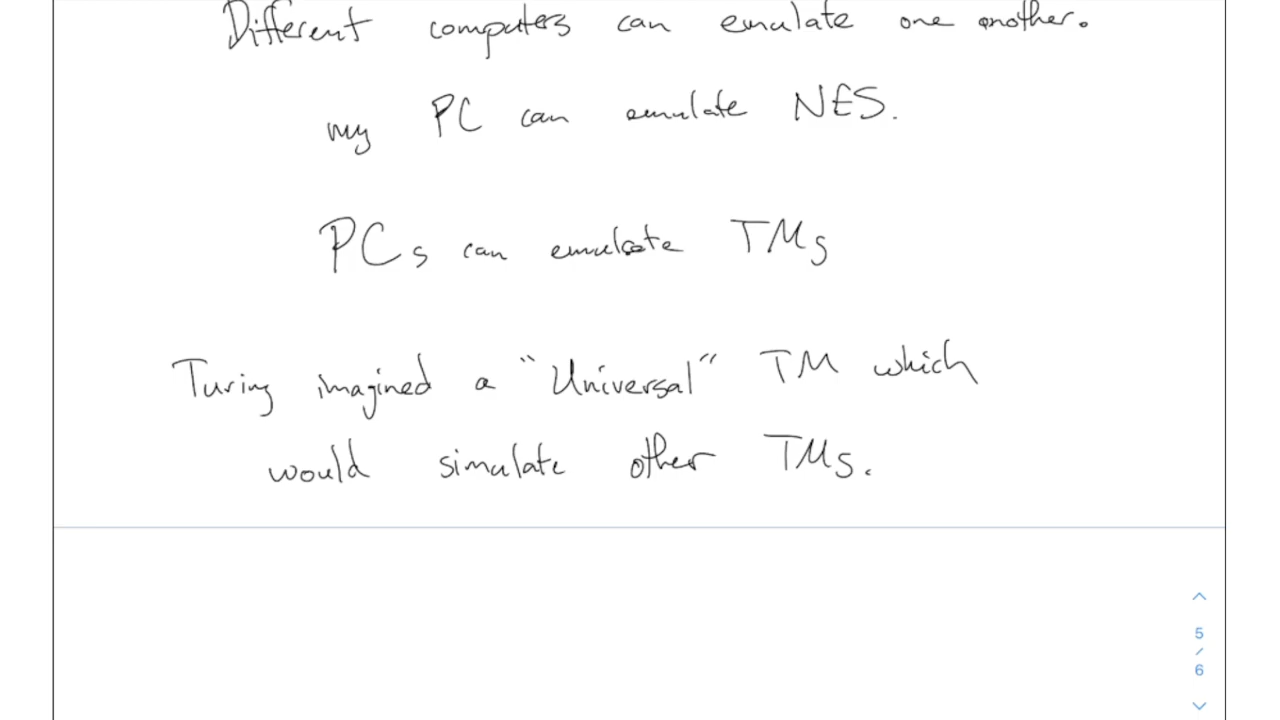 Different computers can emulate one another.
my PC can emulate NES.
PCs can emulate TMs
Turing imagined a "Universal" TM which
would simulate other TMs.
5
/
6